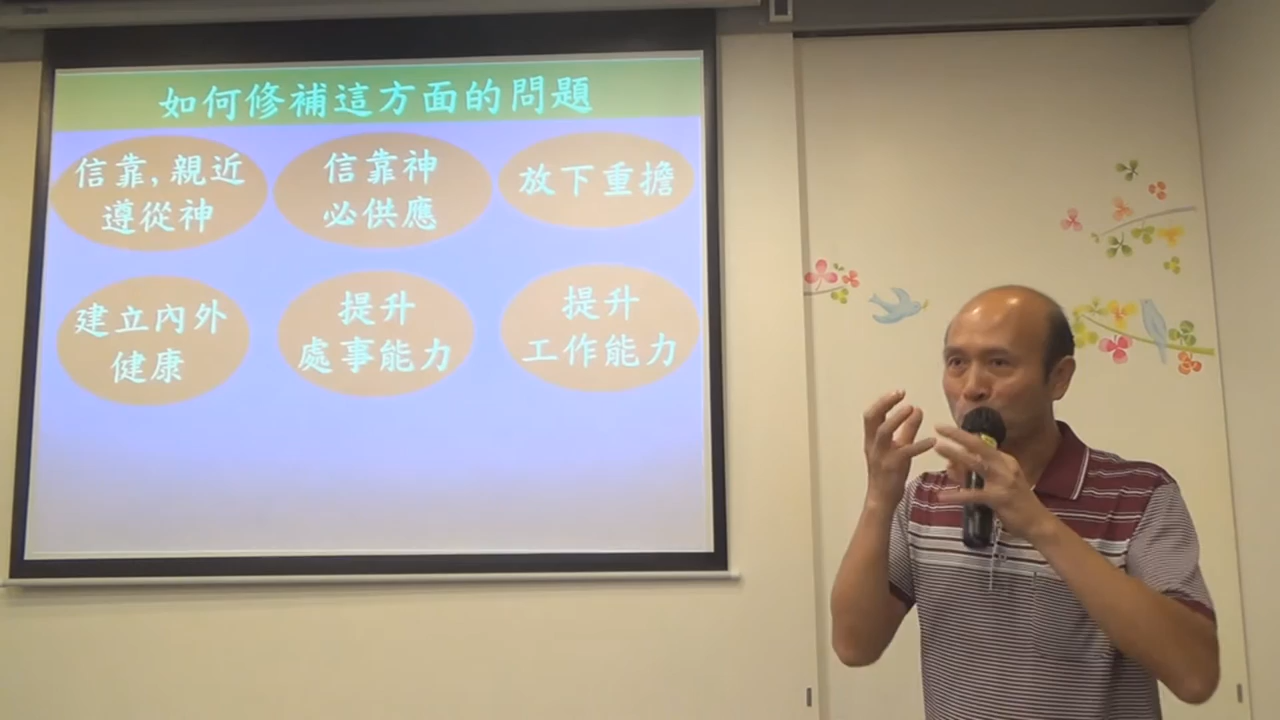 如何修補這方面的問題
信靠,親近
遵從神
信靠神
必供應
放下重擔
建立內外
健康
提升
處事能力
提升
工作能力